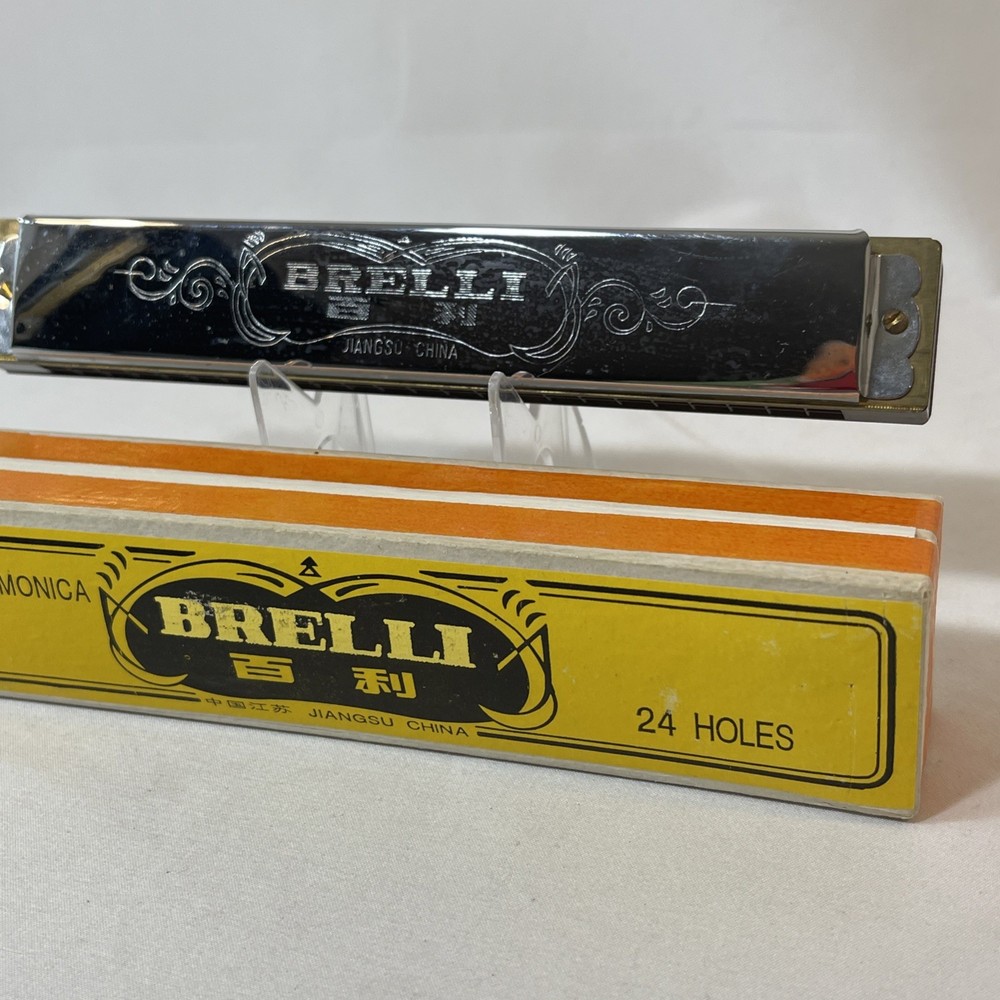 BRELLI
百利
JIANGSU CHINA
MONICA
BRELLI
百利
中国江苏 JIANGSU CHINA
24 HOLES